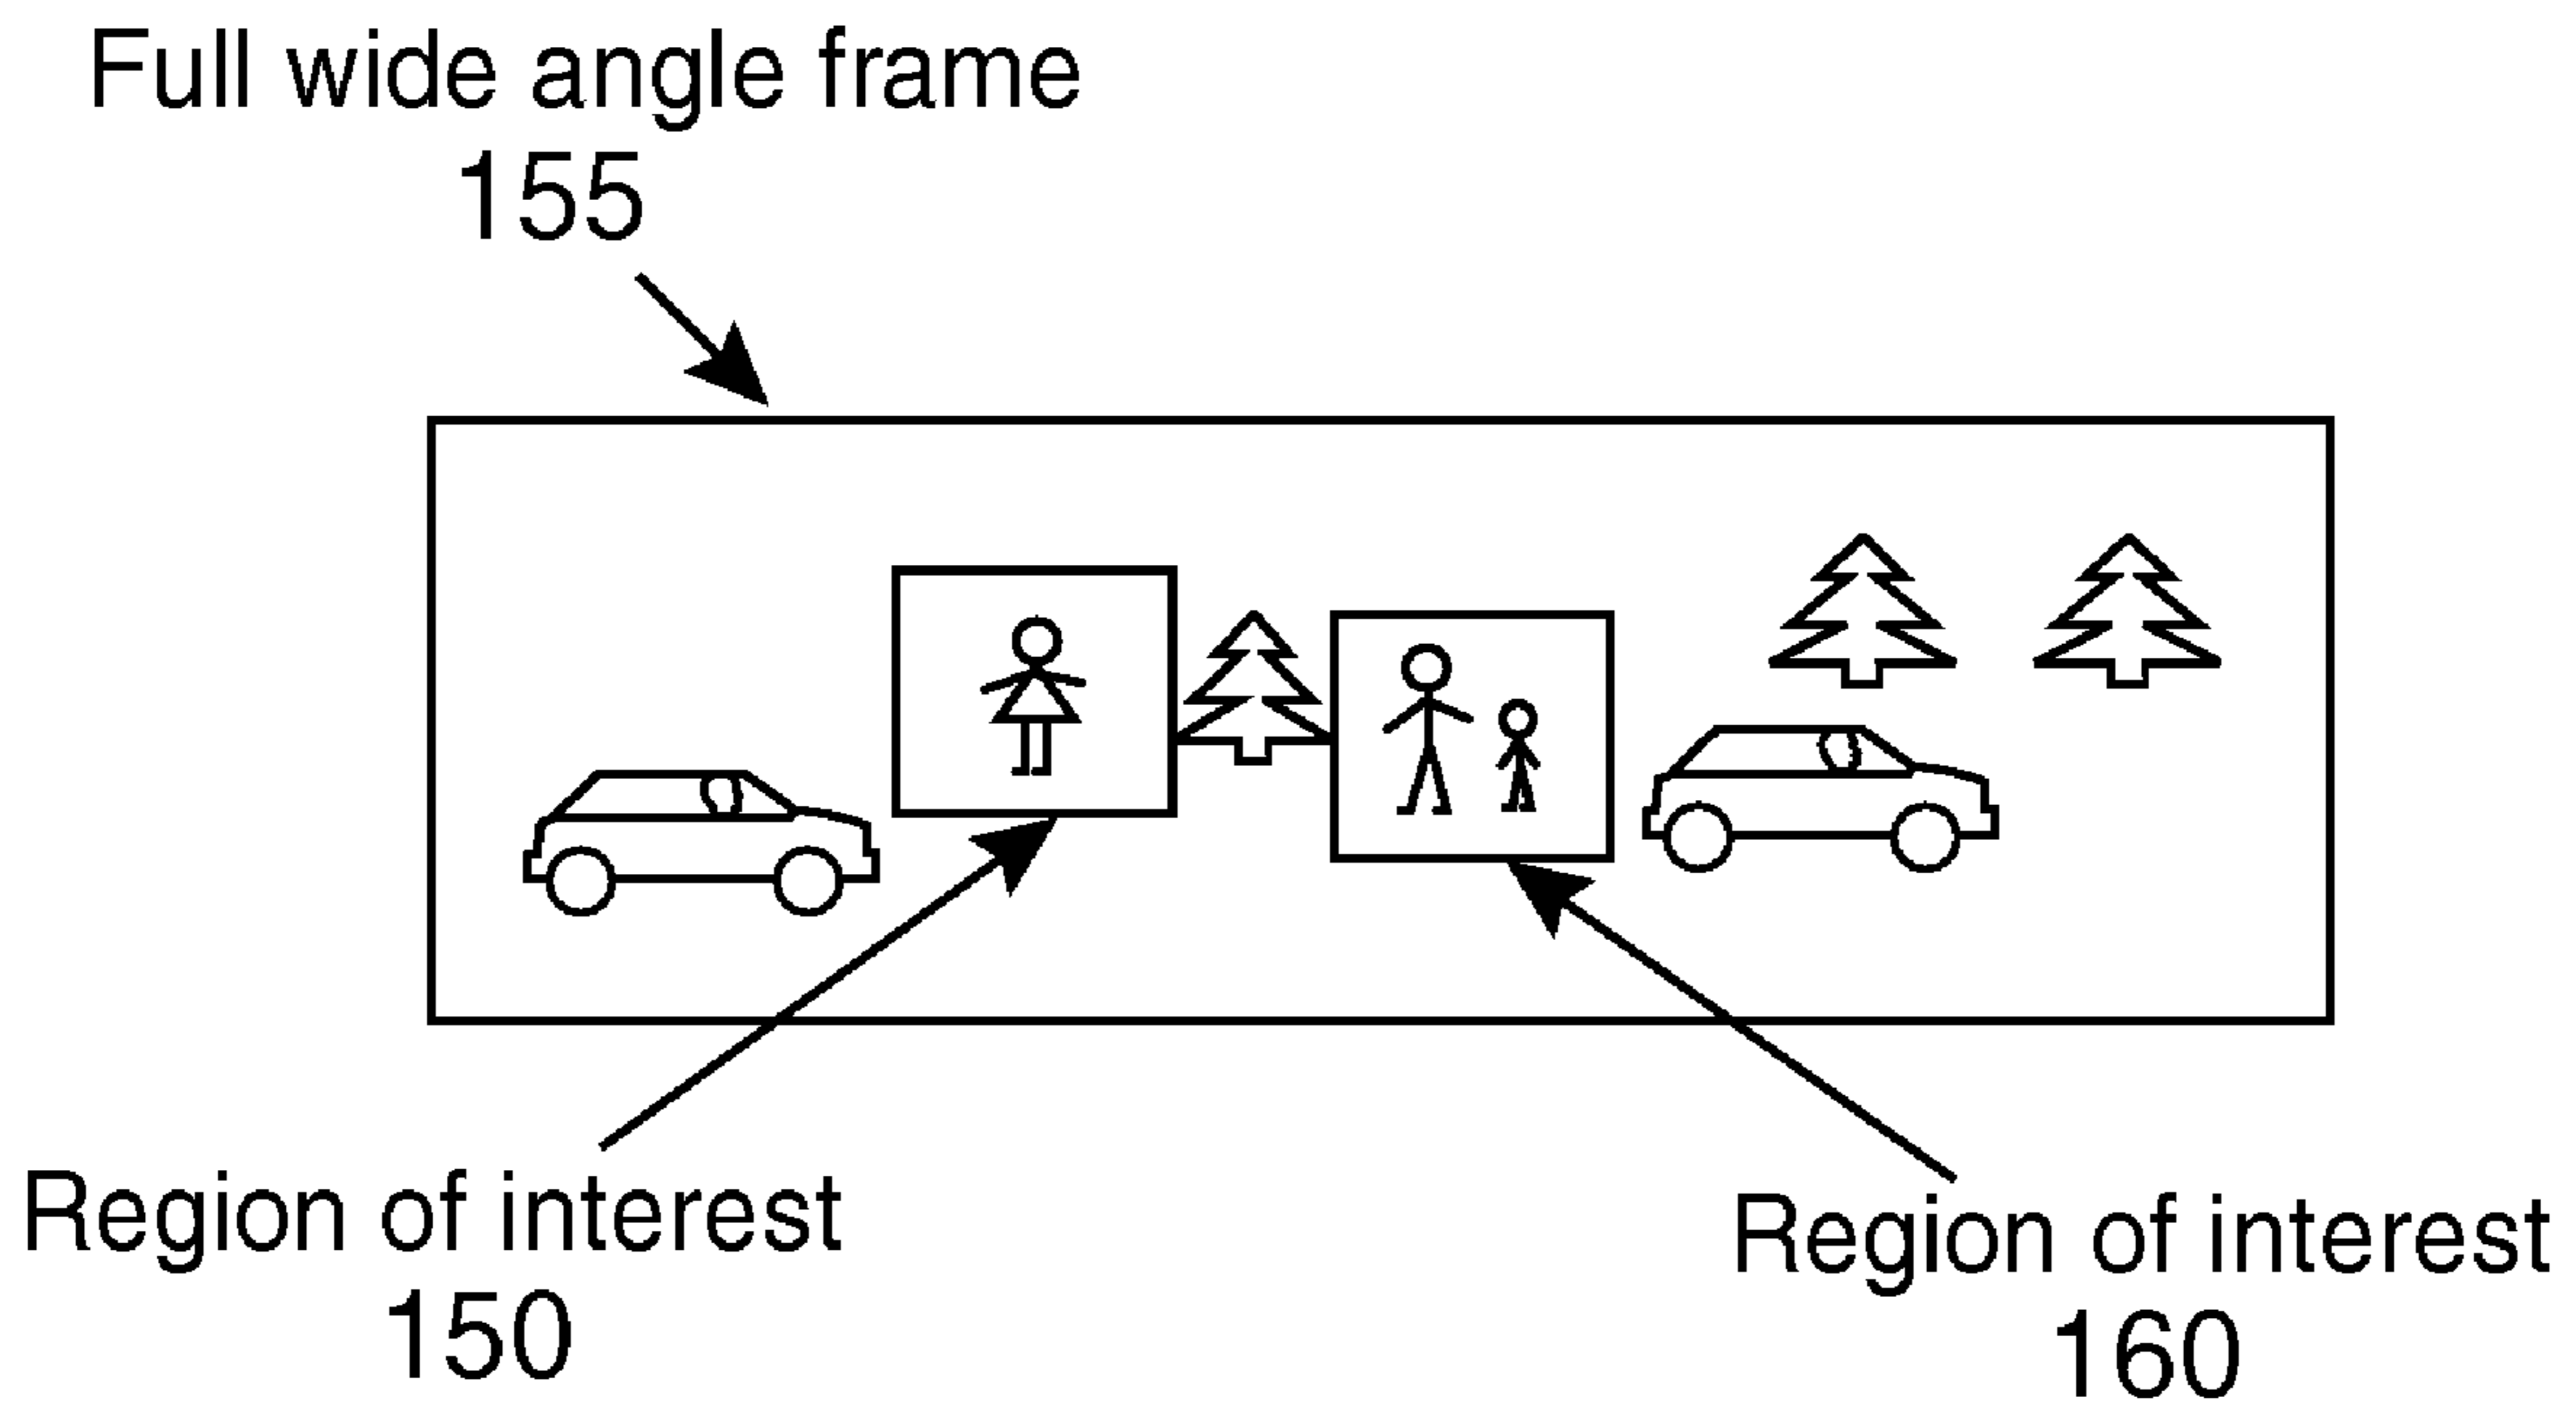 Full wide angle frame
155
Region of interest
150
Region of interest
160